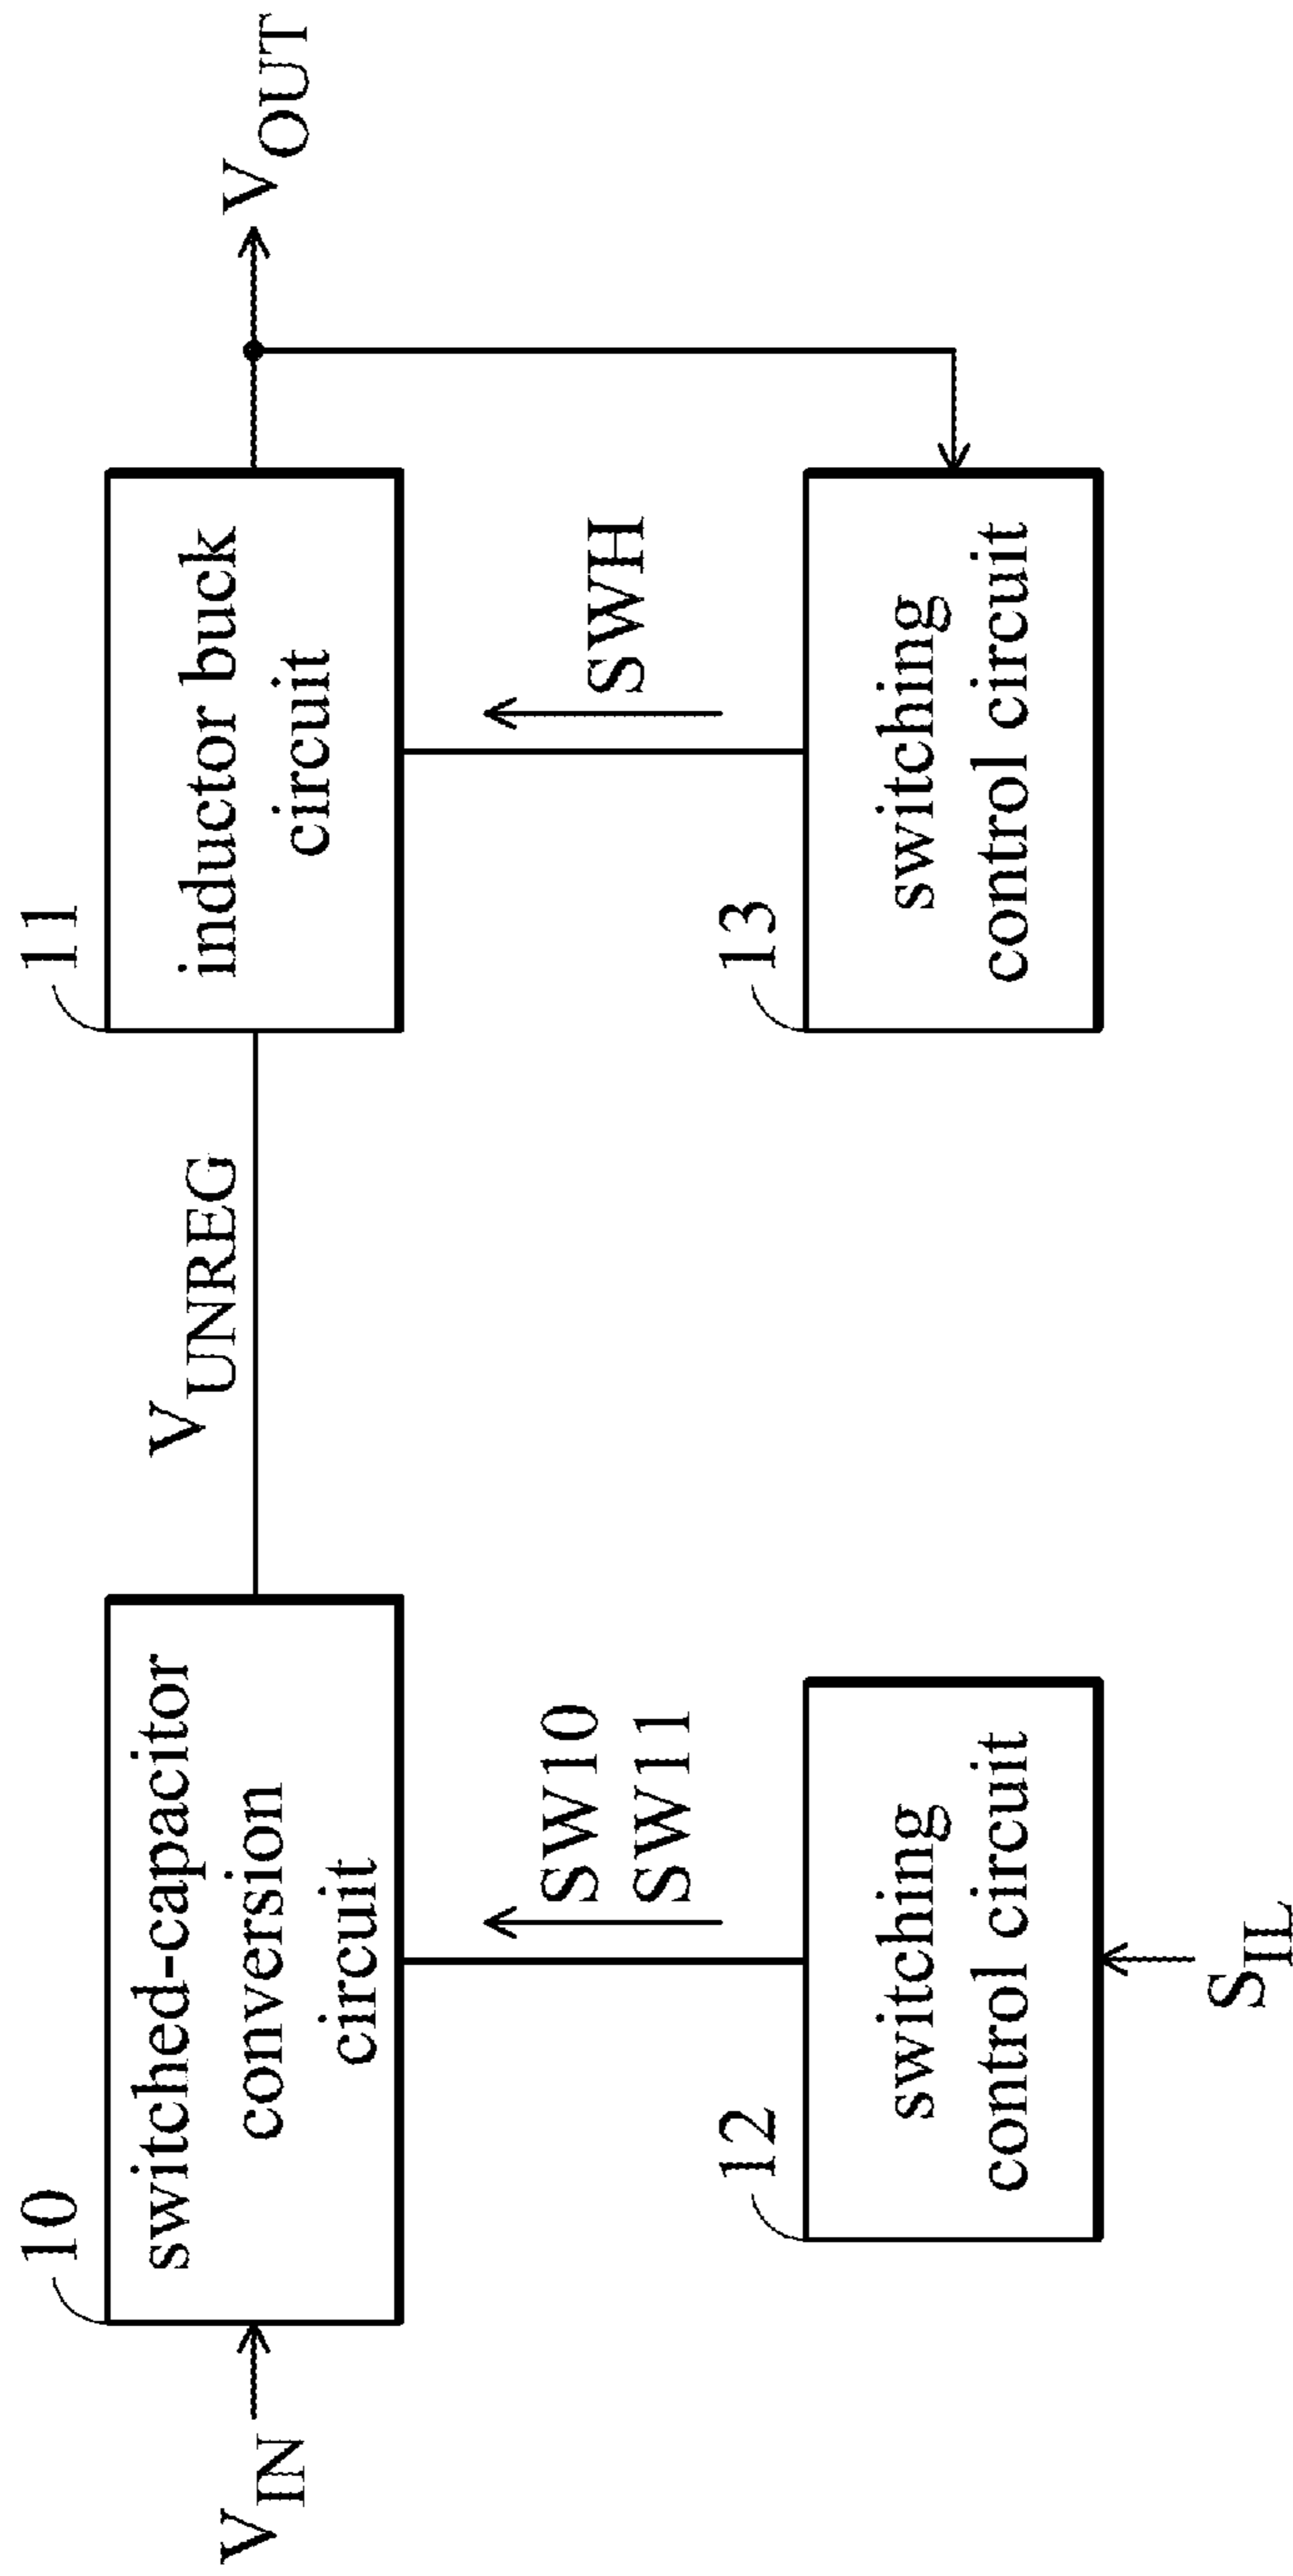 10
11
V_IN
switched-capacitor
conversion
circuit
V_UNREG
inductor buck
circuit
V_OUT
SW10
SW11
SWH
12
13
switching
control circuit
switching
control circuit
S_IL